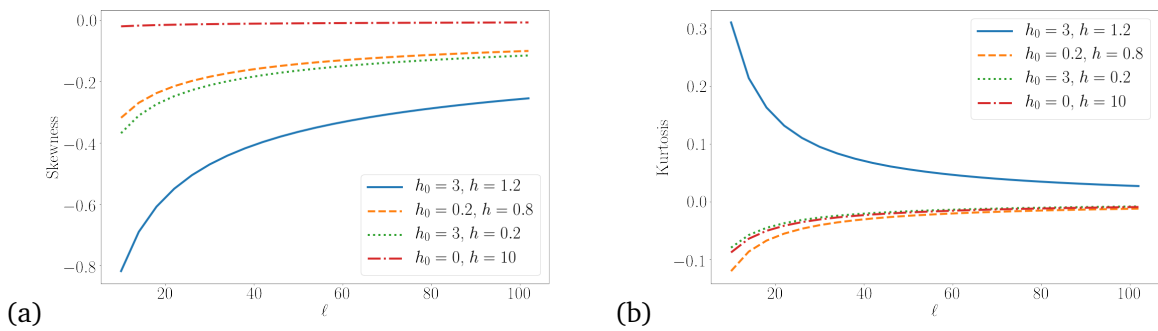 0.0
−0.2
−0.4
−0.6
−0.8
Skewness
20
40
60
80
100
ℓ
h₀ = 3, h = 1.2
h₀ = 0.2, h = 0.8
h₀ = 3, h = 0.2
h₀ = 0, h = 10
(a)
0.3
0.2
0.1
0.0
−0.1
Kurtosis
20
40
60
80
100
ℓ
h₀ = 3, h = 1.2
h₀ = 0.2, h = 0.8
h₀ = 3, h = 0.2
h₀ = 0, h = 10
(b)